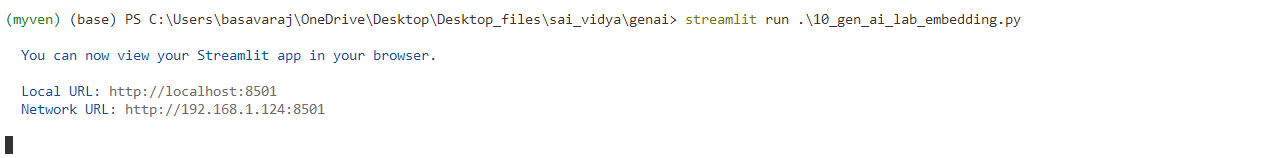 (myven) (base) PS C:\Users\basavaraj\OneDrive\Desktop\Desktop_files\sai_vidya\genai> streamlit run .\10_gen_ai_lab_embedding.py
You can now view your Streamlit app in your browser.
Local URL: http://localhost:8501
Network URL: http://192.168.1.124:8501